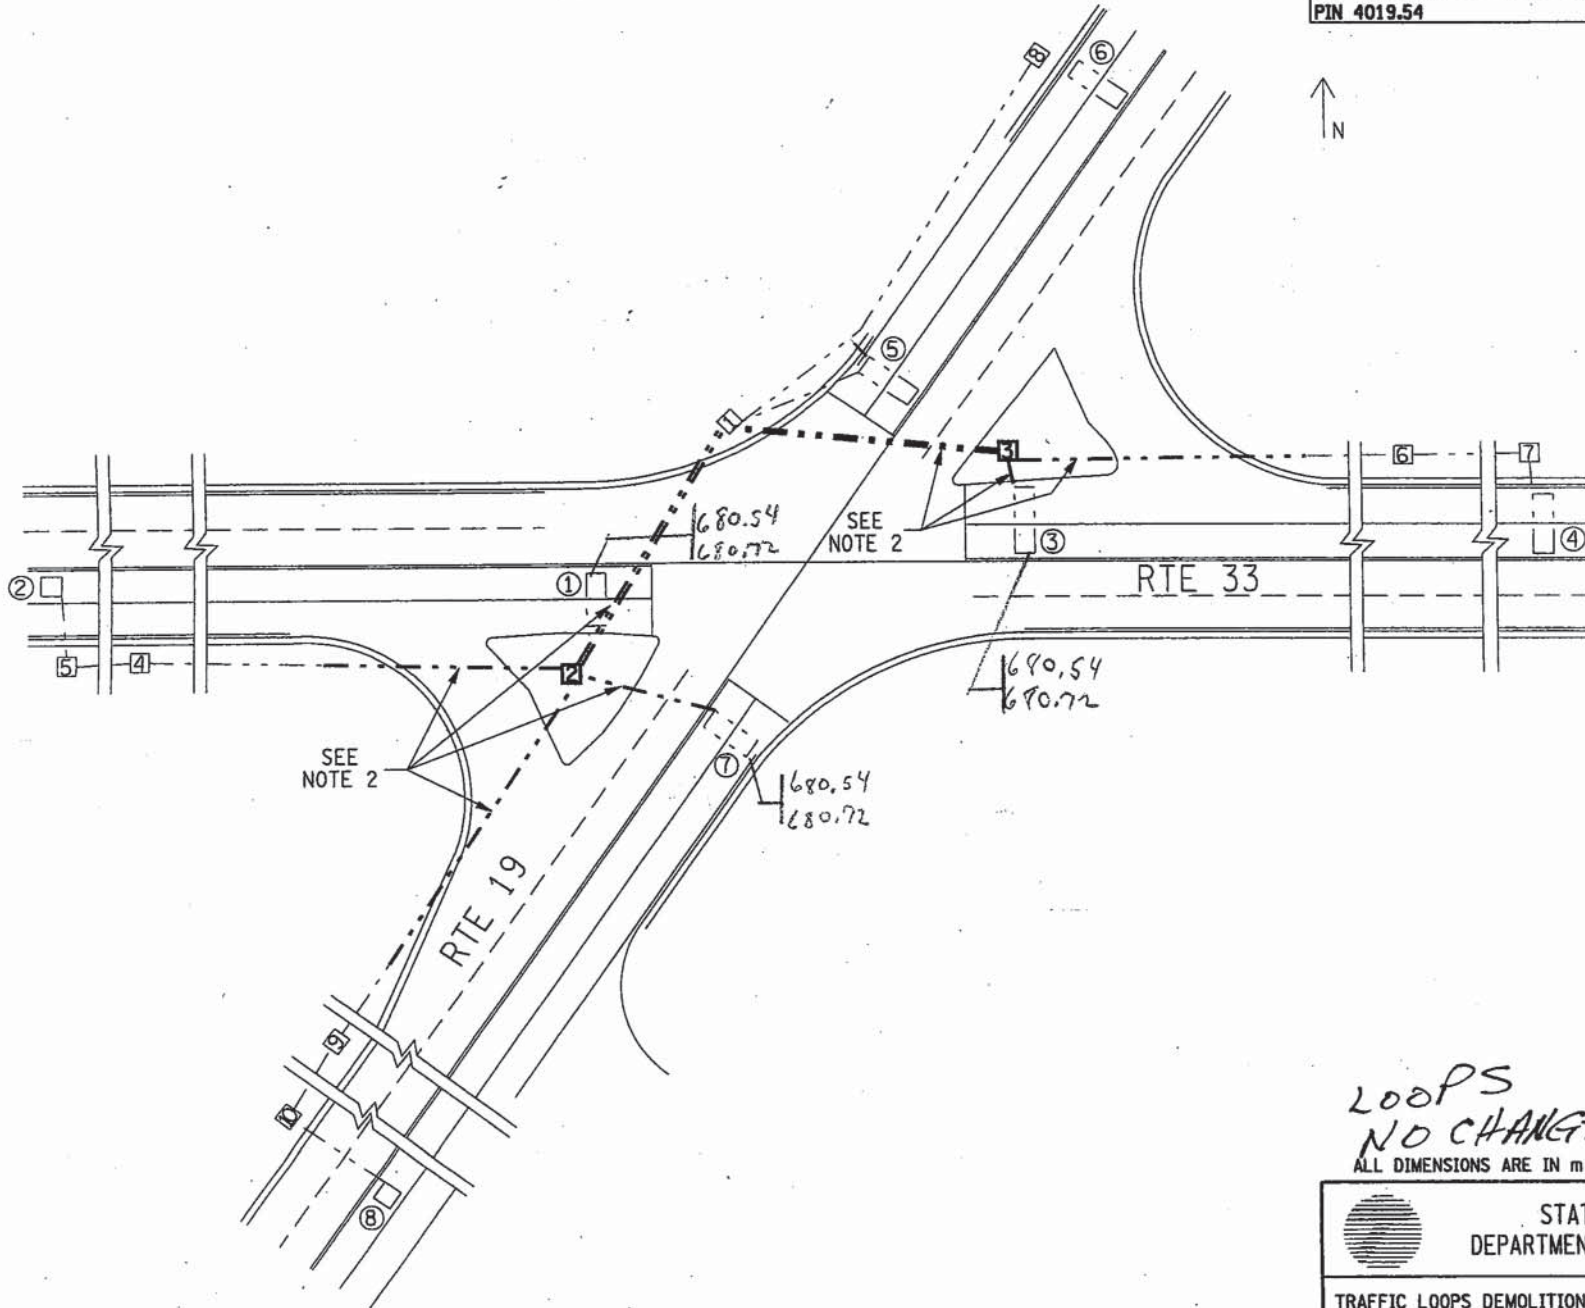 PIN 4019.54
8
6
N
5
1
3
6
7
680.54
680.72
SEE
NOTE 2
3
4
2
1
RTE 33
5
4
2
680.54
680.72
SEE
NOTE 2
7
680.54
680.72
RTE 19
9
10
8
LOOPS
NO CHANGE
ALL DIMENSIONS ARE IN m
STAT
DEPARTMEN
TRAFFIC LOOPS DEMOLITION